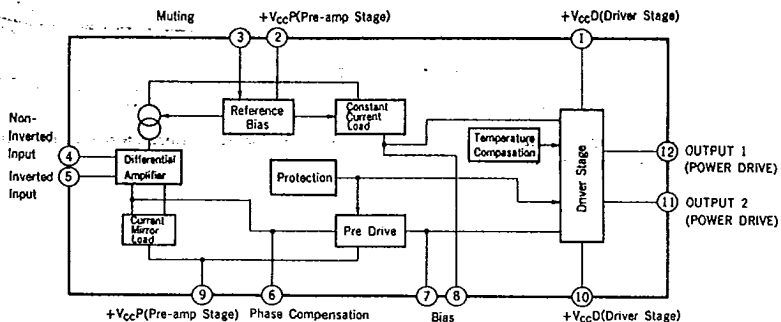 Muting
+VCCP(Pre-amp Stage)
+VCCD(Driver Stage)
3
2
1
Reference
Bias
Constant
Current
Load
Non-
Inverted
Input
4
Inverted
Input
5
Differential
Amplifier
Temperature
Compasation
Driver Stage
12
OUTPUT 1
(POWER DRIVE)
Protection
11
OUTPUT 2
(POWER DRIVE)
Current
Mirror
Load
Pre Drive
9
6
7
8
10
+VCCP(Pre-amp Stage)
Phase Compensation
Bias
+VCCD(Driver Stage)